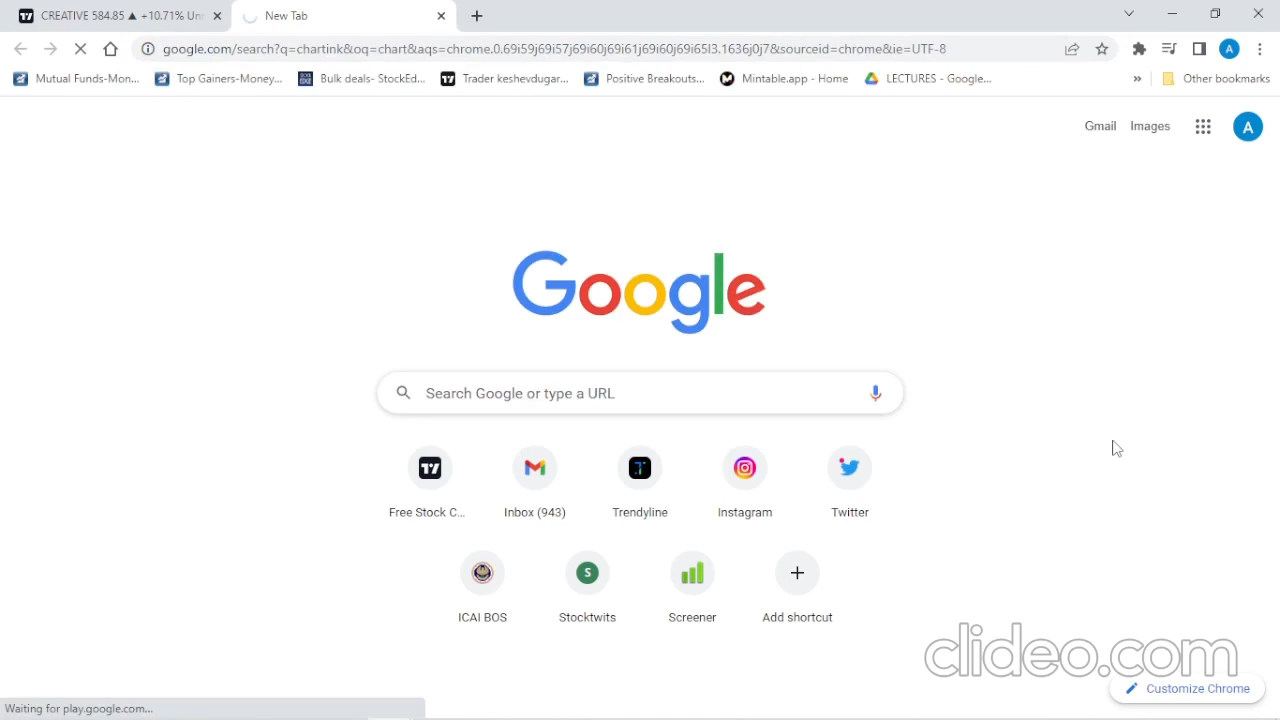 CREATIVE 584.85 ▲ +10.71% Un
New Tab
google.com/search?q=chartink&oq=chart&aqs=chrome.0.69i59j69i57j69i60j69i61j69i60j69i65l3.1636j0j7&sourceid=chrome&ie=UTF-8
A
Mutual Funds-Mon...
Top Gainers-Money...
Bulk deals- StockEd...
Trader keshevdugar...
Positive Breakouts...
Mintable.app - Home
LECTURES - Google...
»
Other bookmarks
Gmail
Images
A
Google
Search Google or type a URL
Free Stock C...
Inbox (943)
Trendyline
Instagram
Twitter
S
ICAI BOS
Stocktwits
Screener
Add shortcut
clideo.com
Customize Chrome
Waiting for play.google.com...